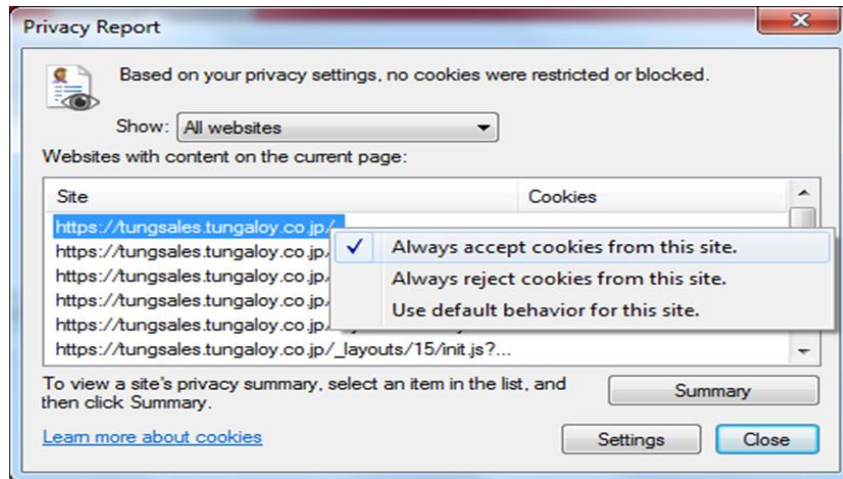 Privacy Report
Based on your privacy settings, no cookies were restricted or blocked.
Show: All websites
Websites with content on the current page:
Site Cookies
https://tungsales.tungaloy.co.jp/
https://tungsales.tungaloy.co.jp/
✓ Always accept cookies from this site.
https://tungsales.tungaloy.co.jp/
Always reject cookies from this site.
https://tungsales.tungaloy.co.jp/
Use default behavior for this site.
https://tungsales.tungaloy.co.jp/
https://tungsales.tungaloy.co.jp/_layouts/15/init.js?...
To view a site's privacy summary, select an item in the list, and
then click Summary.
Summary
Learn more about cookies
Settings Close